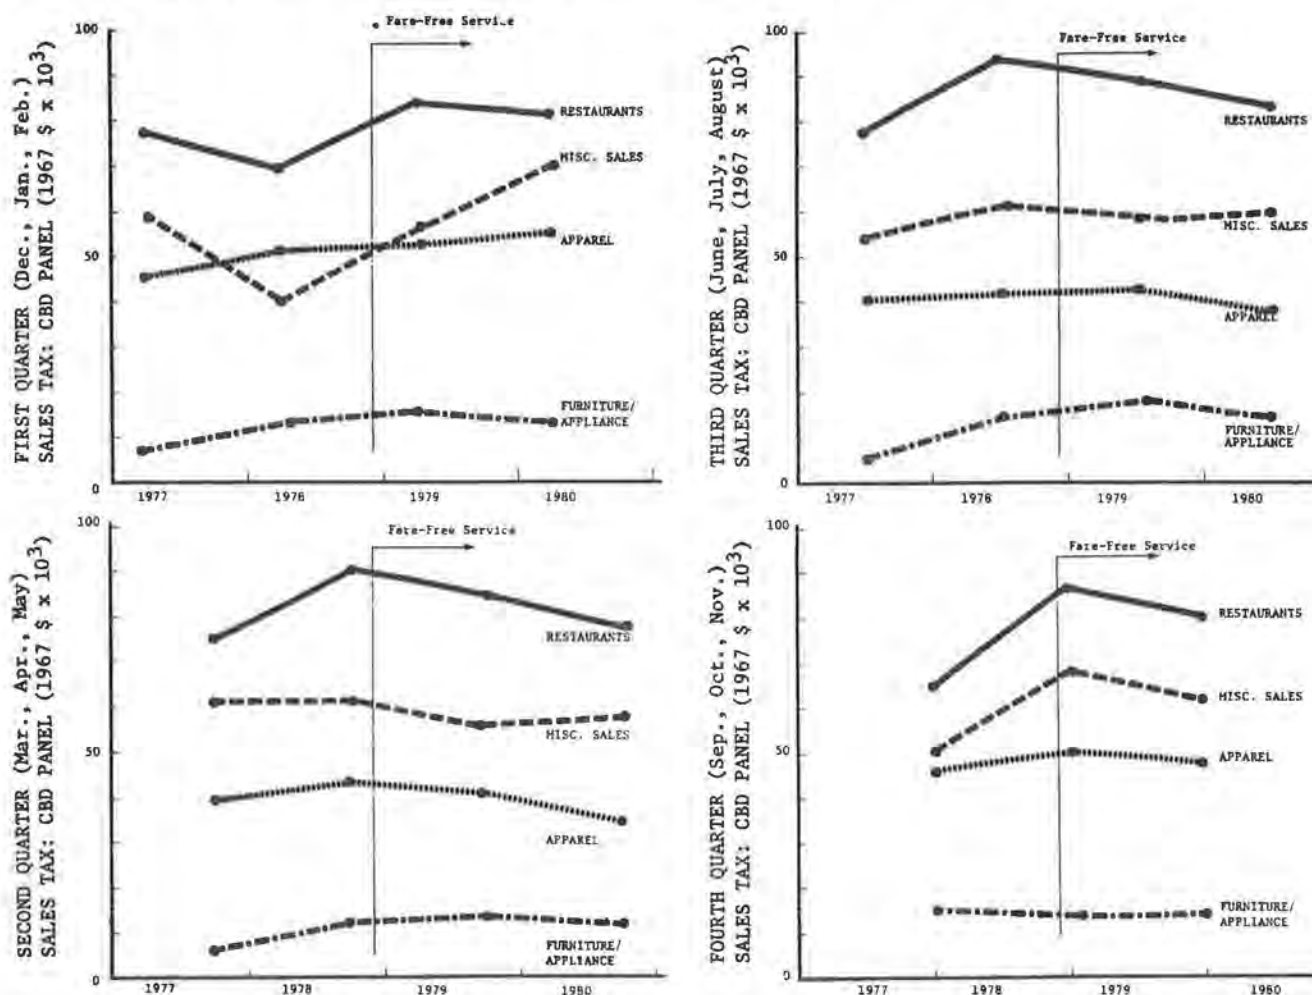 FIRST QUARTER (Dec., Jan., Feb.)
SALES TAX: CBD PANEL (1967 $ x 10³)
100
50
0
Fare-Free Service
RESTAURANTS
MISC. SALES
APPAREL
FURNITURE/
APPLIANCE
1977
1976
1979
1980
THIRD QUARTER (June, July, August)
SALES TAX: CBD PANEL (1967 $ x 10³)
100
50
0
Fare-Free Service
RESTAURANTS
MISC. SALES
APPAREL
FURNITURE/
APPLIANCE
1977
1978
1979
1980
SECOND QUARTER (Mar., Apr., May)
SALES TAX: CBD PANEL (1967 $ x 10³)
100
50
0
Fare-Free Service
RESTAURANTS
MISC. SALES
APPAREL
FURNITURE/
APPLIANCE
1977
1978
1979
1980
FOURTH QUARTER (Sep., Oct., Nov.)
SALES TAX: CBD PANEL (1967 $ x 10³)
100
50
0
Fare-Free Service
RESTAURANTS
MISC. SALES
APPAREL
FURNITURE/
APPLIANCE
1977
1978
1979
1980